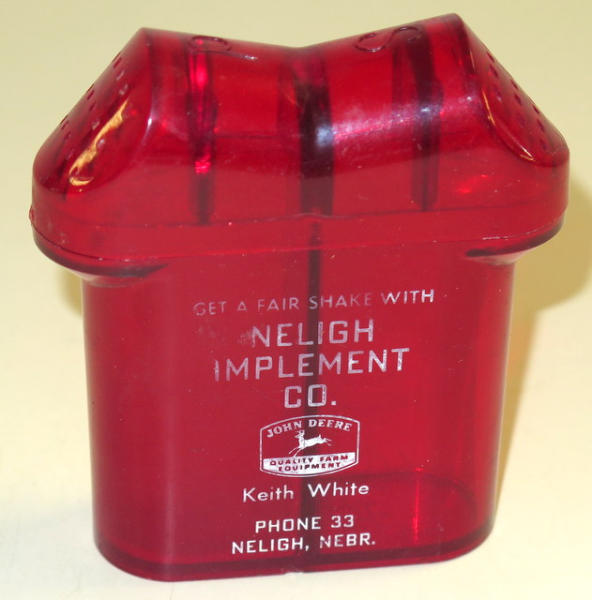 S
GET A FAIR SHAKE WITH
NELIGH
IMPLEMENT
CO.
JOHN DEERE
QUALITY FARM
EQUIPMENT
Keith White
PHONE 33
NELIGH, NEBR.